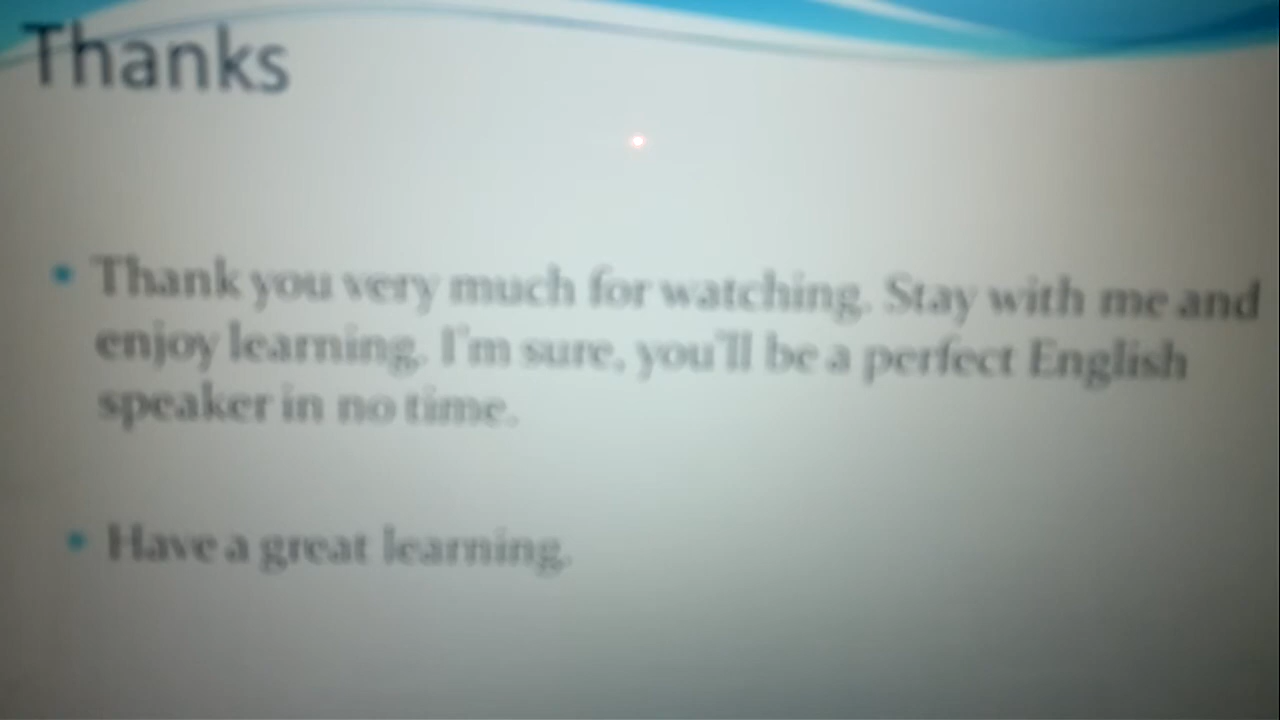 Thanks
Thank you very much for watching. Stay with me and
enjoy learning. I'm sure, you'll be a perfect English
speaker in no time.
Have a great learning.